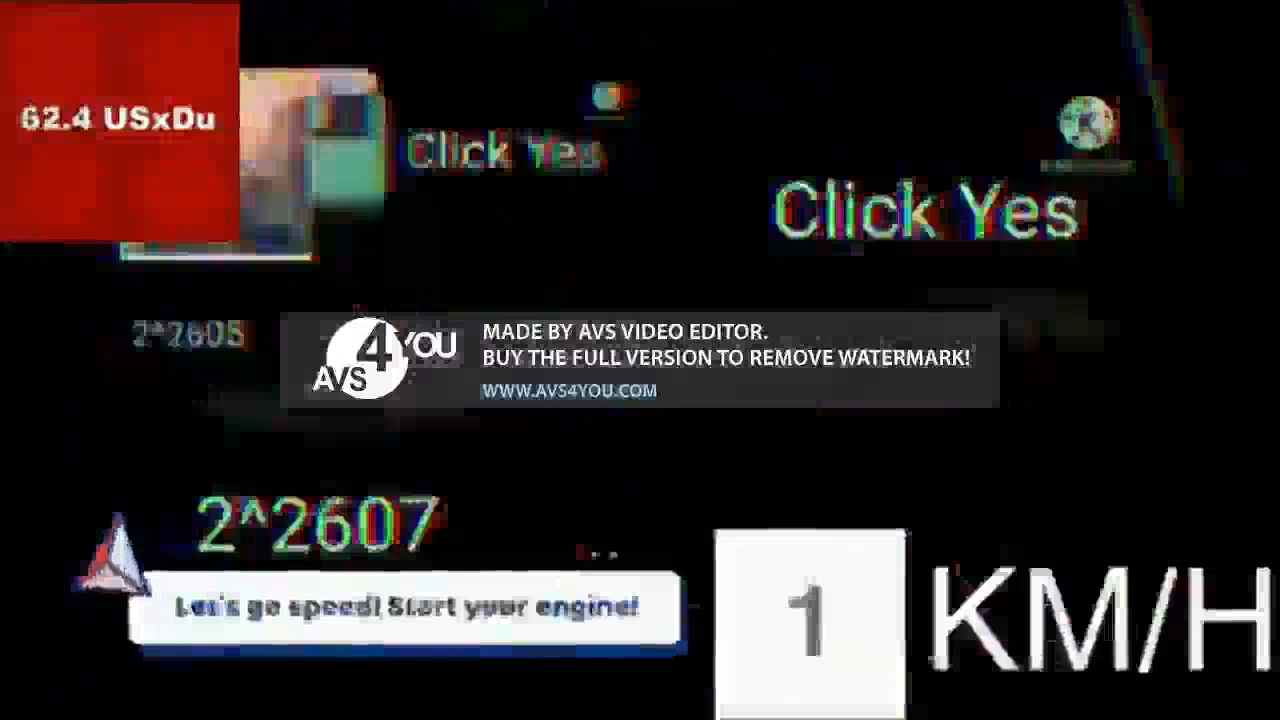 62.4 USxDu
Click Yes
Click Yes
2^2605
AVS4YOU
MADE BY AVS VIDEO EDITOR.
BUY THE FULL VERSION TO REMOVE WATERMARK!
WWW.AVS4YOU.COM
2^2607
Let's go speed! Start your engine!
1 KM/H